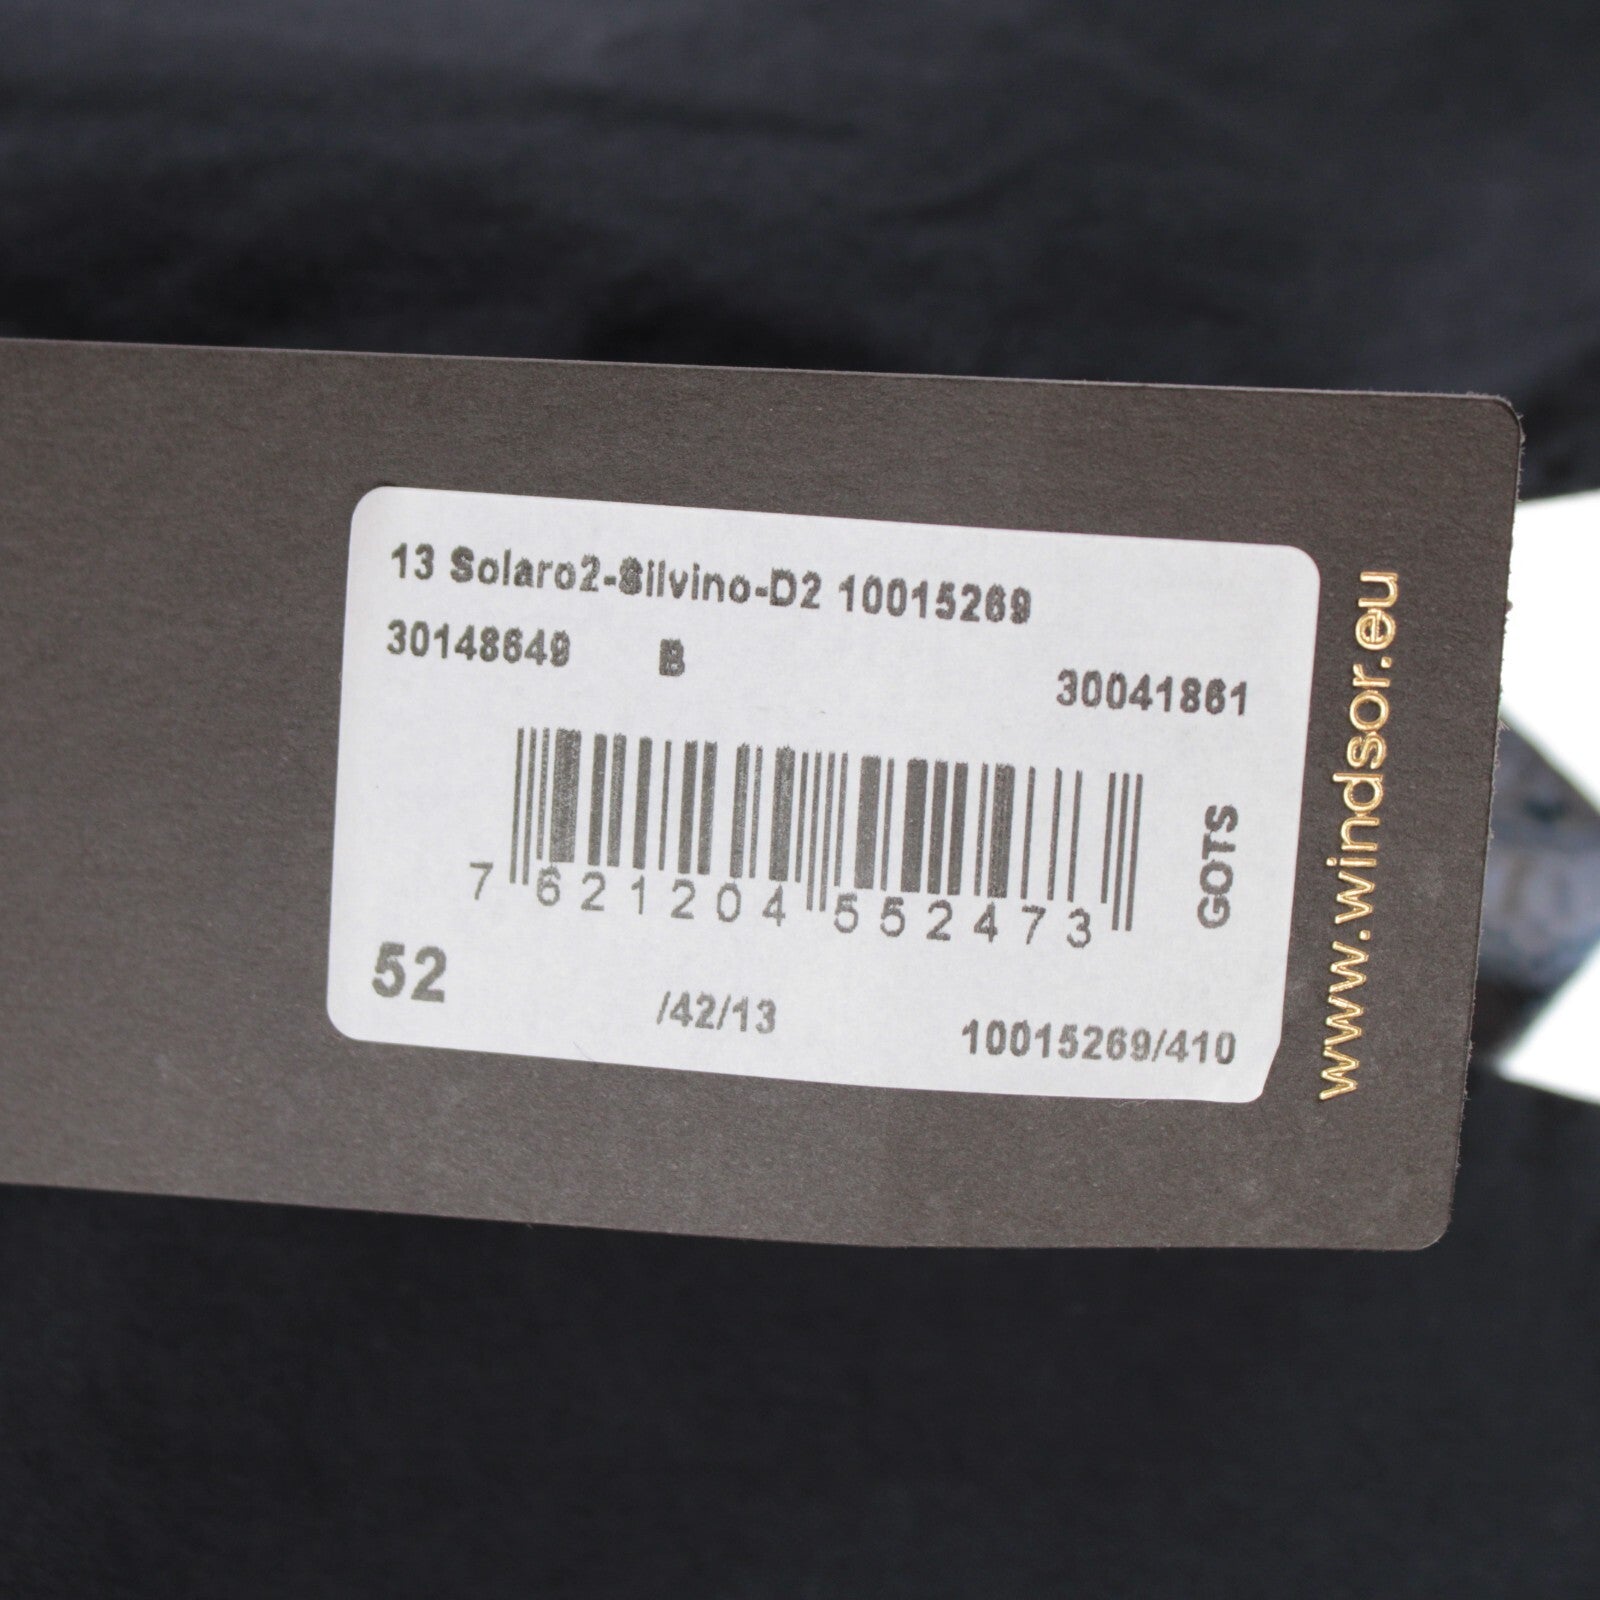 13 Solaro2-Silvino-D2 10015269
30148649 B
30041861
7 621204 552473
GOTS
52
/42/13
10015269/410
www.windsor.eu